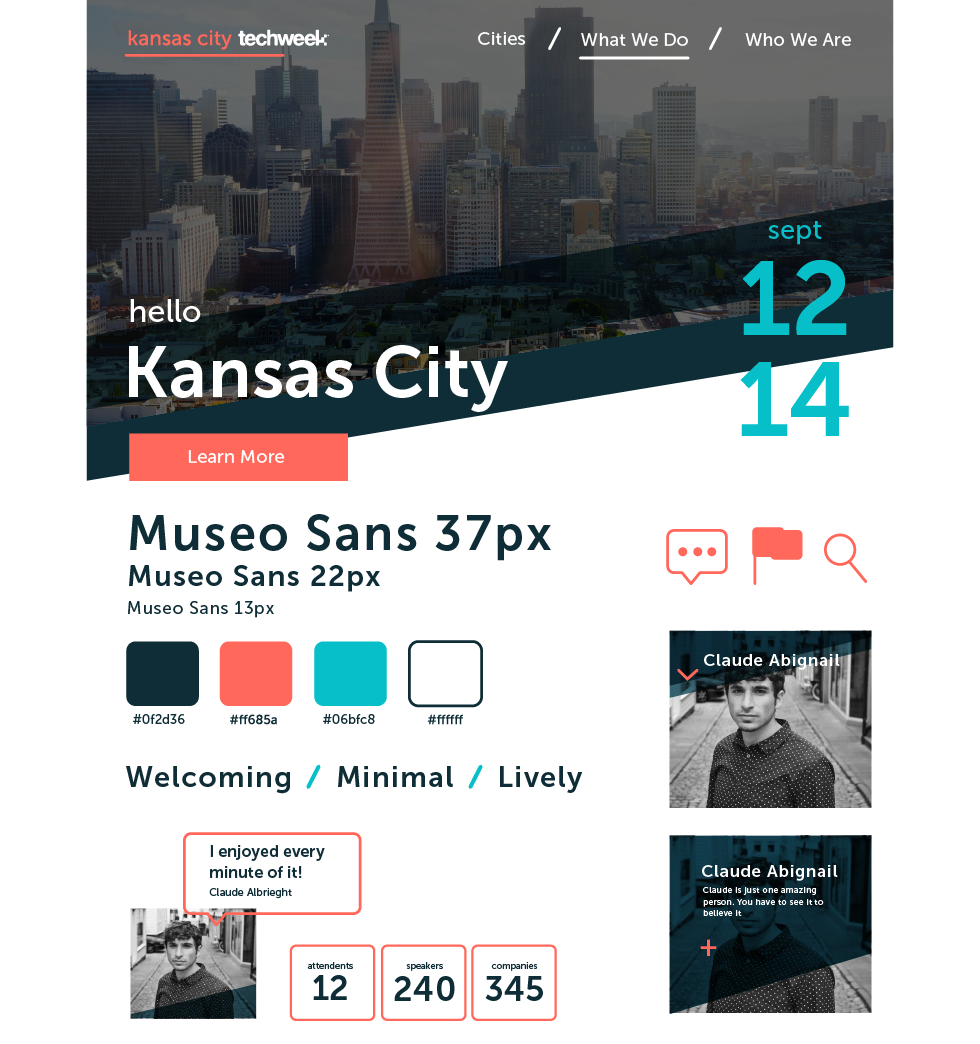 kansas city techweek
Cities / What We Do / Who We Are
sept
12
14
hello
Kansas City
Learn More
Museo Sans 37px
Museo Sans 22px
Museo Sans 13px
#0f2d36 #ff685a #06bfc8 #ffffff
Welcoming / Minimal / Lively
Claude Abignail
I enjoyed every
minute of it!
Claude Albrieght
attendents speakers companies
12 240 345
Claude Abignail
Claude is just one amazing
person. You have to see it to
believe it